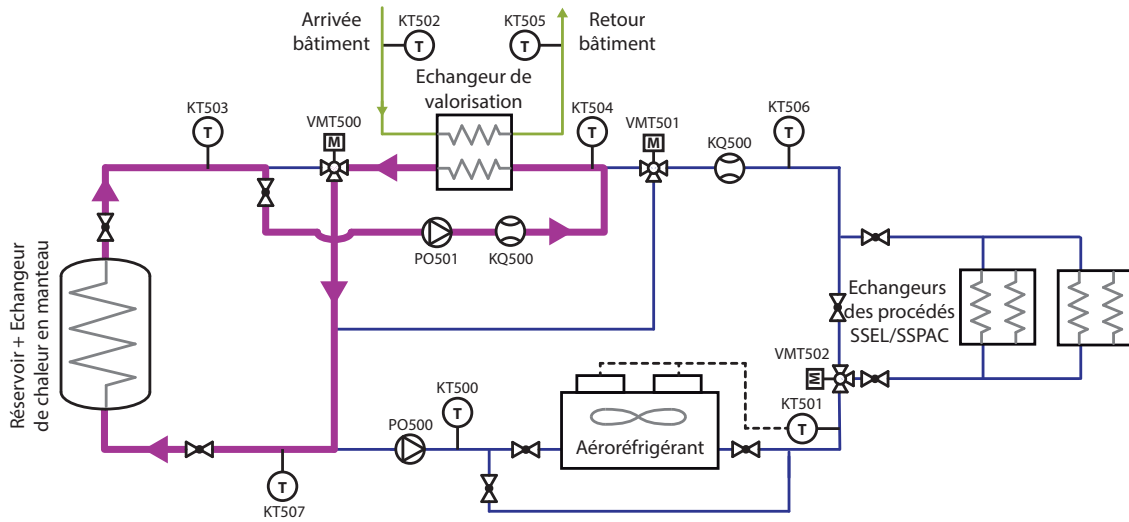 Arrivée
bâtiment
KT502
T
KT505
T
Retour
bâtiment
Echangeur de
valorisation
KT503
T
VMT500
M
KT504
T
VMT501
M
KQ500
KT506
T
PO501
KQ500
Réservoir + Echangeur
de chaleur en manteau
Echangeurs
des procédés
SSEL/SSPAC
VMT502
M
KT500
T
PO500
Aéroréfrigérant
KT501
T
T
KT507